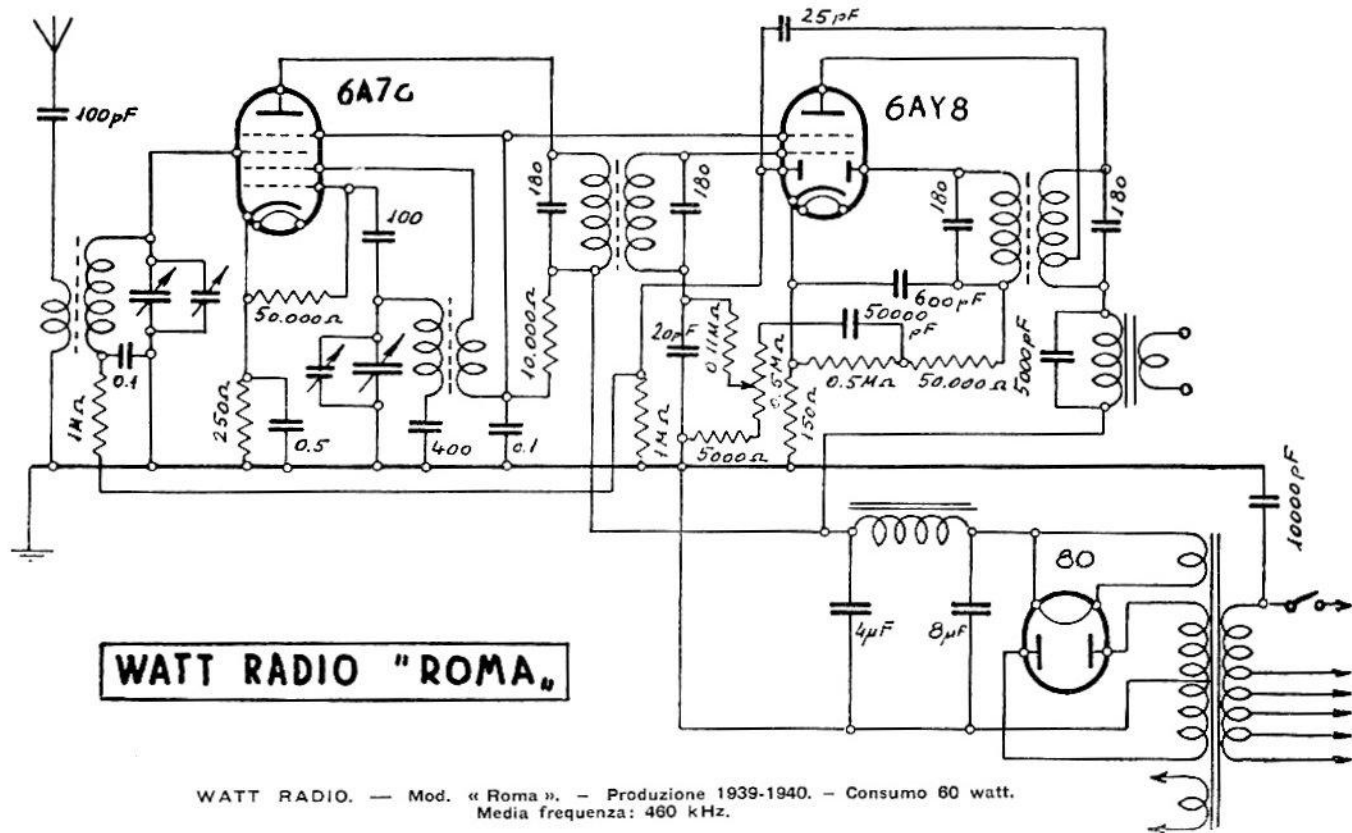 25pF
6A7G
6AY8
100pF
180
180
180
180
100
50.000Ω
600pF
50000
pF
20pF
0.11MΩ
0.5MΩ
5000pF
10.000Ω
0.1
1MΩ
250Ω
0.5
400
0.1
1MΩ
5000Ω
150Ω
0.5MΩ
50.000Ω
10000pF
80
4µF
8µF
WATT RADIO "ROMA„
WATT RADIO. — Mod. « Roma ». – Produzione 1939-1940. – Consumo 60 watt.
Media frequenza: 460 kHz.